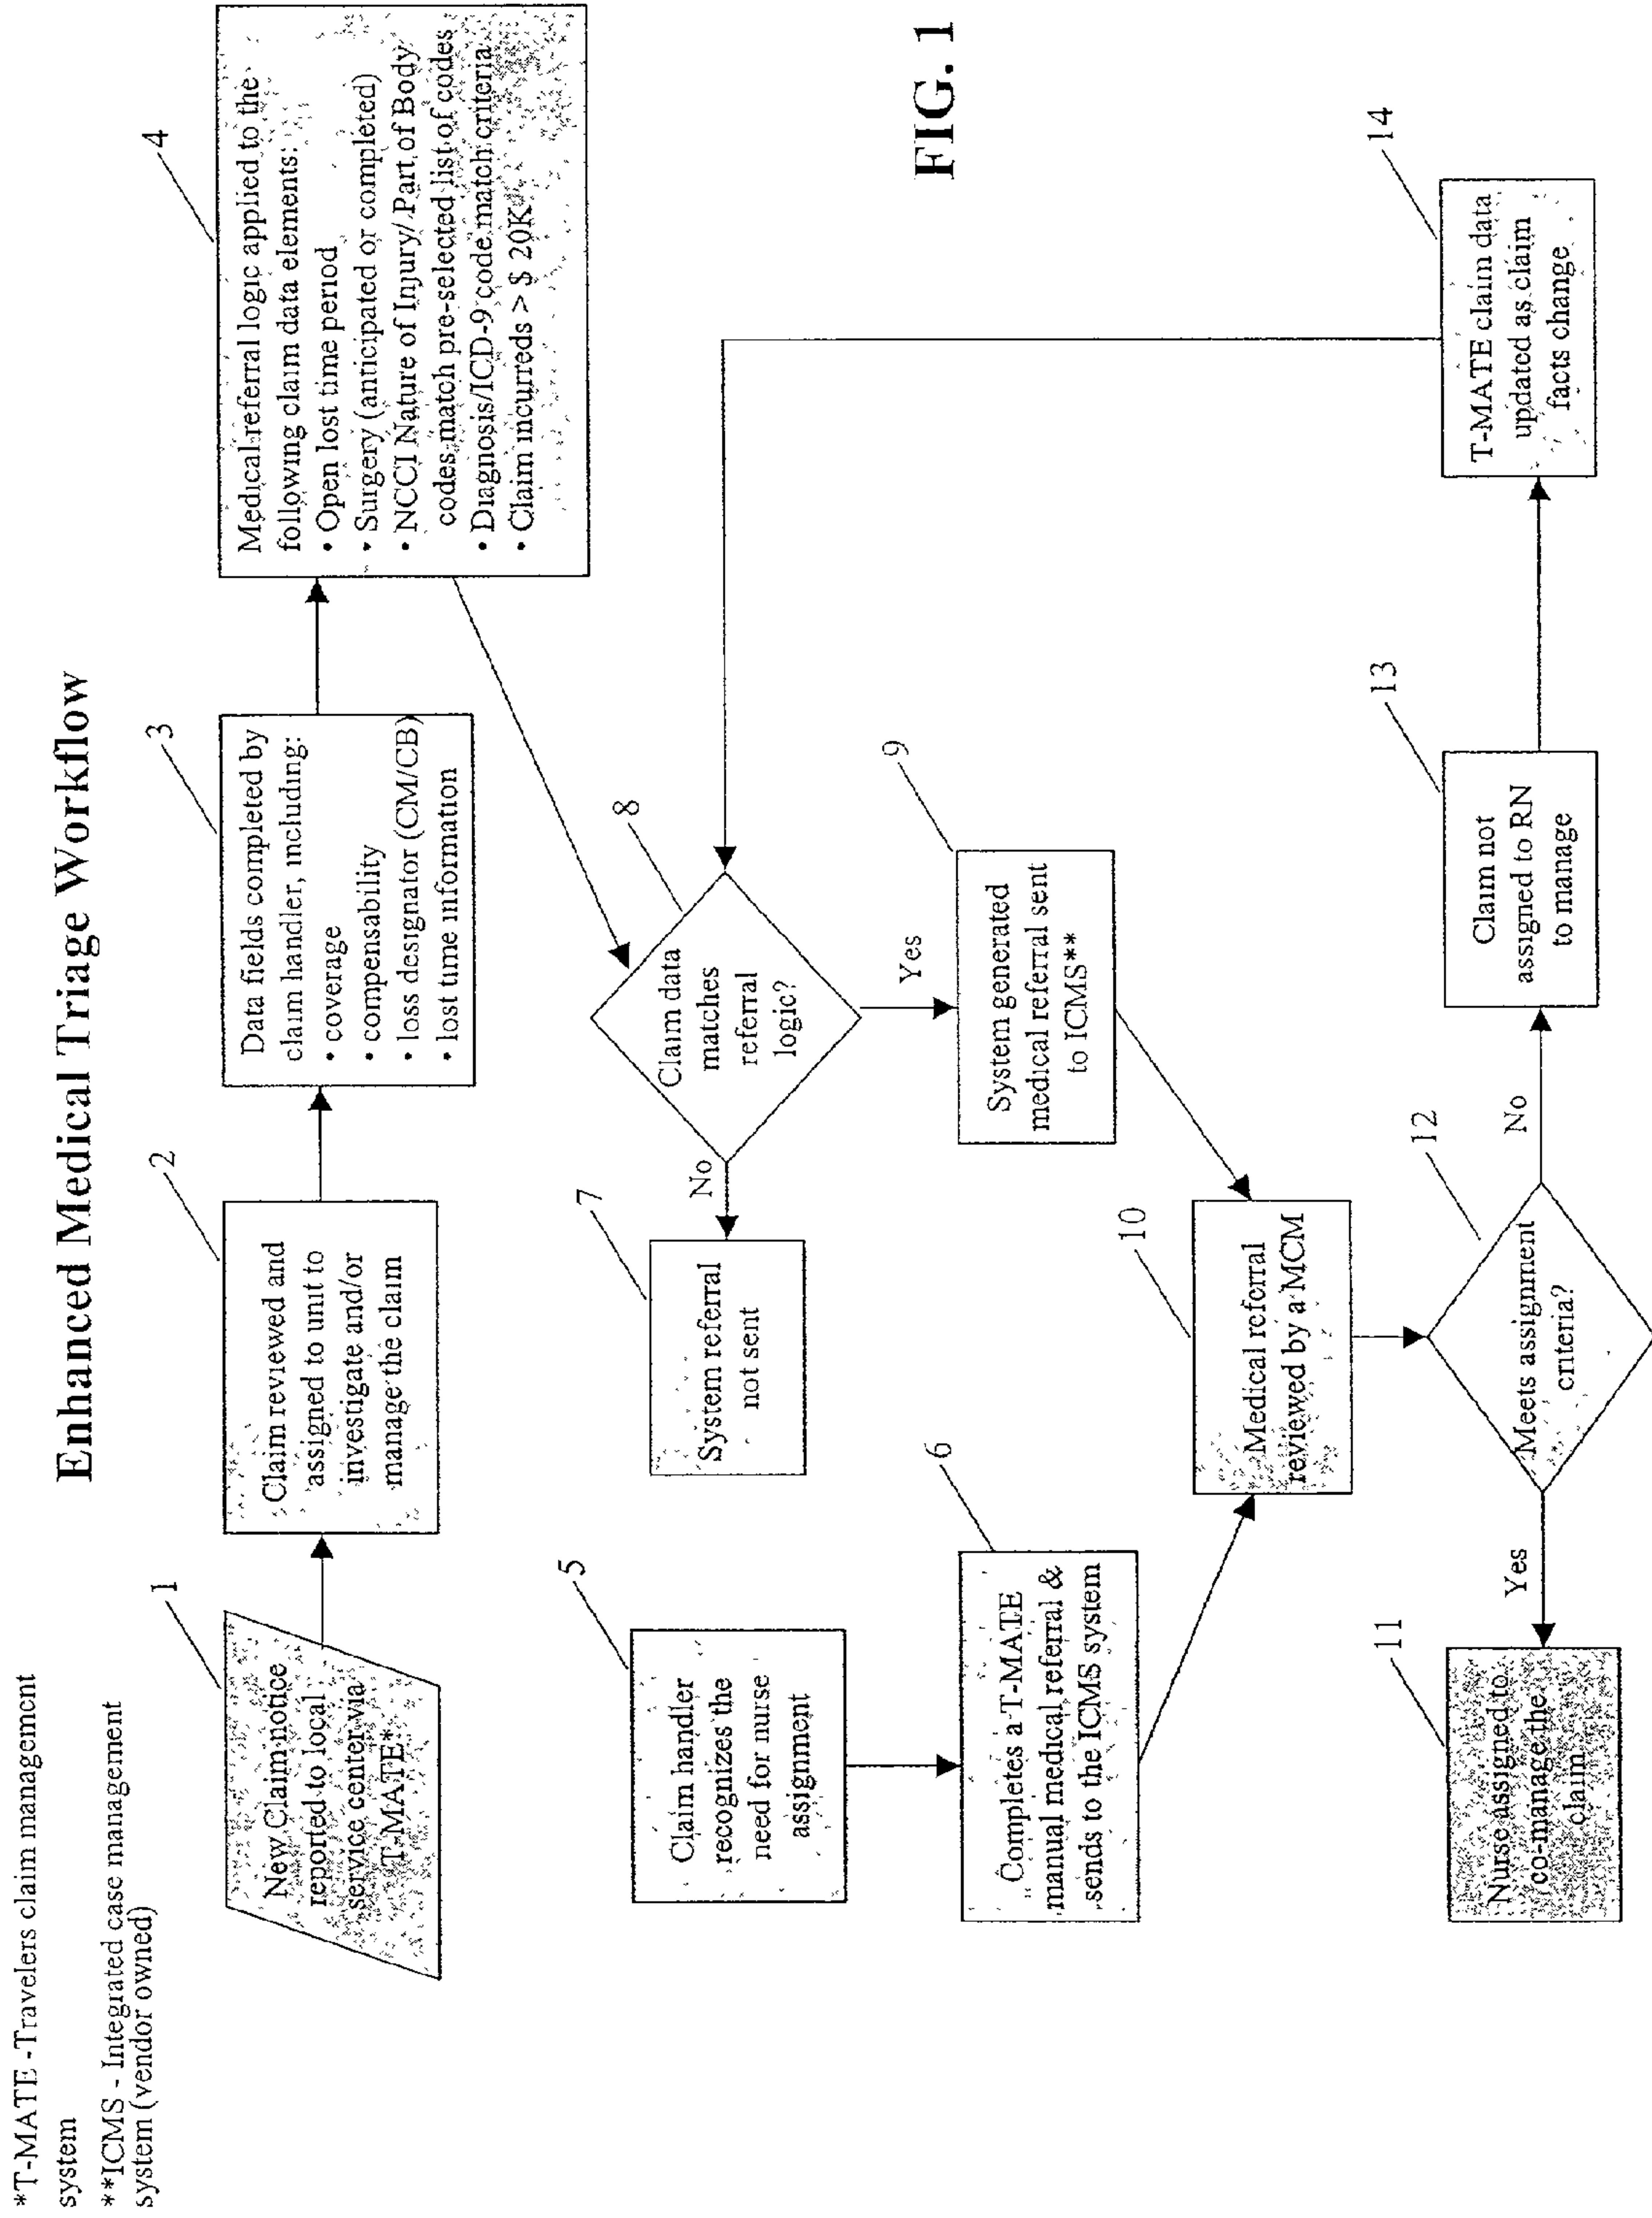 *T-MATE -Travelers claim management
system
**ICMS - Integrated case management
system (vendor owned)
Enhanced Medical Triage Workflow
1
New Claim notice
reported to local
service center via
T-MATE*
2
Claim reviewed and
assigned to unit to
investigate and/or
manage the claim
3
Data fields completed by
claim handler, including:
• coverage
• compensability
• loss designator (CM/CB)
• lost time information
4
Medical referral logic applied to the
following claim data elements:
• Open lost time period
• Surgery (anticipated or completed)
• NCCI Nature of Injury/ Part of Body
codes match pre-selected list of codes
• Diagnosis/ICD-9 code match criteria
• Claim incurreds > $ 20K
5
Claim handler
recognizes the
need for nurse
assignment
6
Completes a T-MATE
manual medical referral &
sends to the ICMS system
7
System referral
not sent
No
8
Claim data
matches
referral
logic?
Yes
9
System generated
medical referral sent
to ICMS**
10
Medical referral
reviewed by a MCM
11
Nurse assigned to
co-manage the
claim
Yes
12
Meets assignment
criteria?
No
13
Claim not
assigned to RN
to manage
14
T-MATE claim data
updated as claim
facts change
FIG. 1